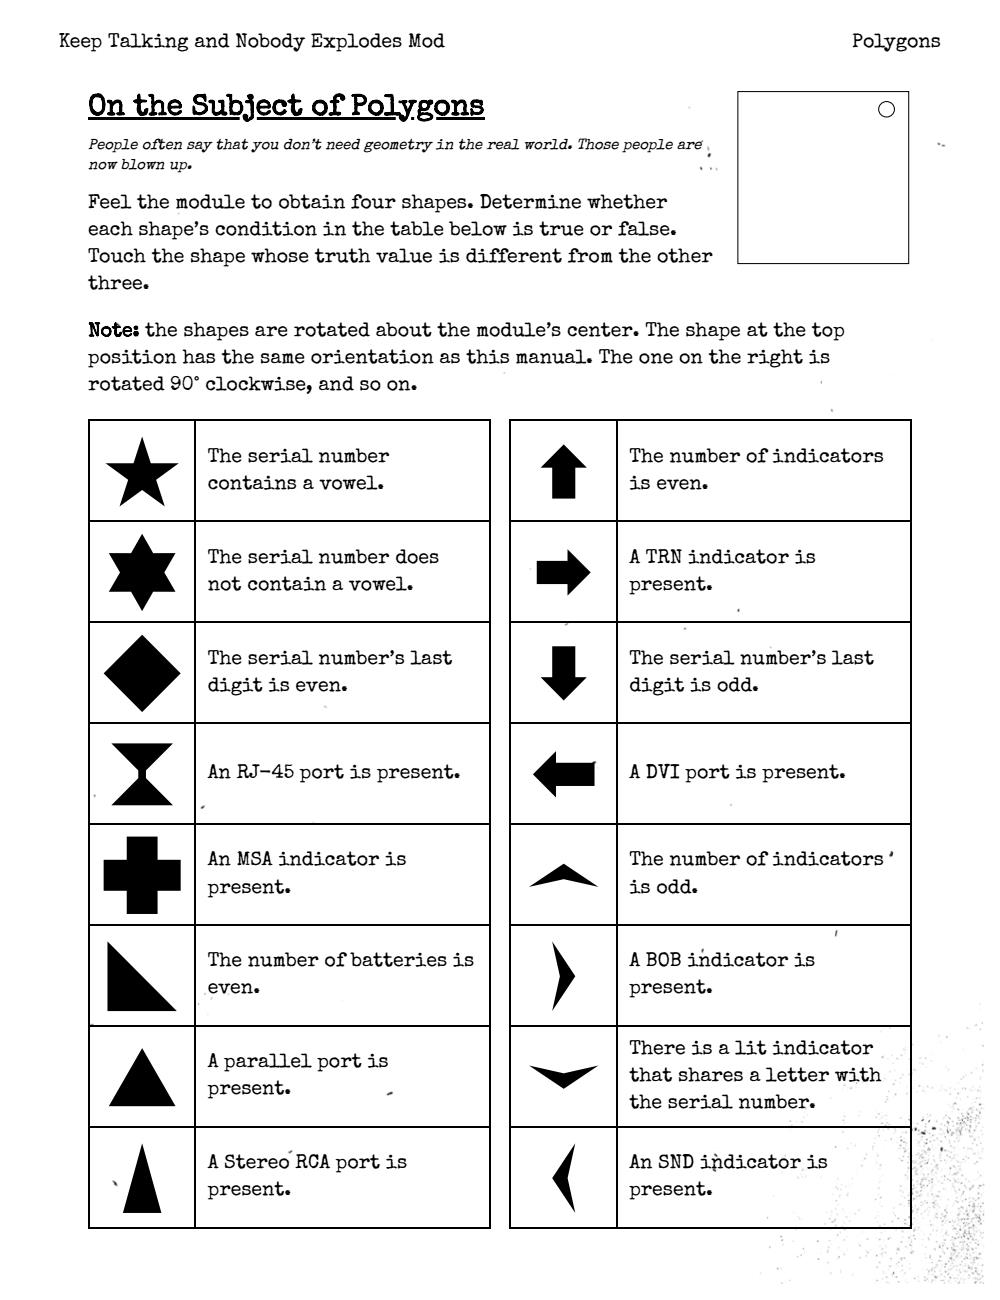 Keep Talking and Nobody Explodes Mod
Polygons
On the Subject of Polygons
People often say that you don't need geometry in the real world. Those people are
now blown up.
Feel the module to obtain four shapes. Determine whether
each shape's condition in the table below is true or false.
Touch the shape whose truth value is different from the other
three.
Note: the shapes are rotated about the module's center. The shape at the top
position has the same orientation as this manual. The one on the right is
rotated 90° clockwise, and so on.
The serial number
contains a vowel.
The serial number does
not contain a vowel.
The serial number's last
digit is even.
An RJ-45 port is present.
An MSA indicator is
present.
The number of batteries is
even.
A parallel port is
present.
A Stereo RCA port is
present.
The number of indicators
is even.
A TRN indicator is
present.
The serial number's last
digit is odd.
A DVI port is present.
The number of indicators
is odd.
A BOB indicator is
present.
There is a lit indicator
that shares a letter with
the serial number.
An SND indicator is
present.